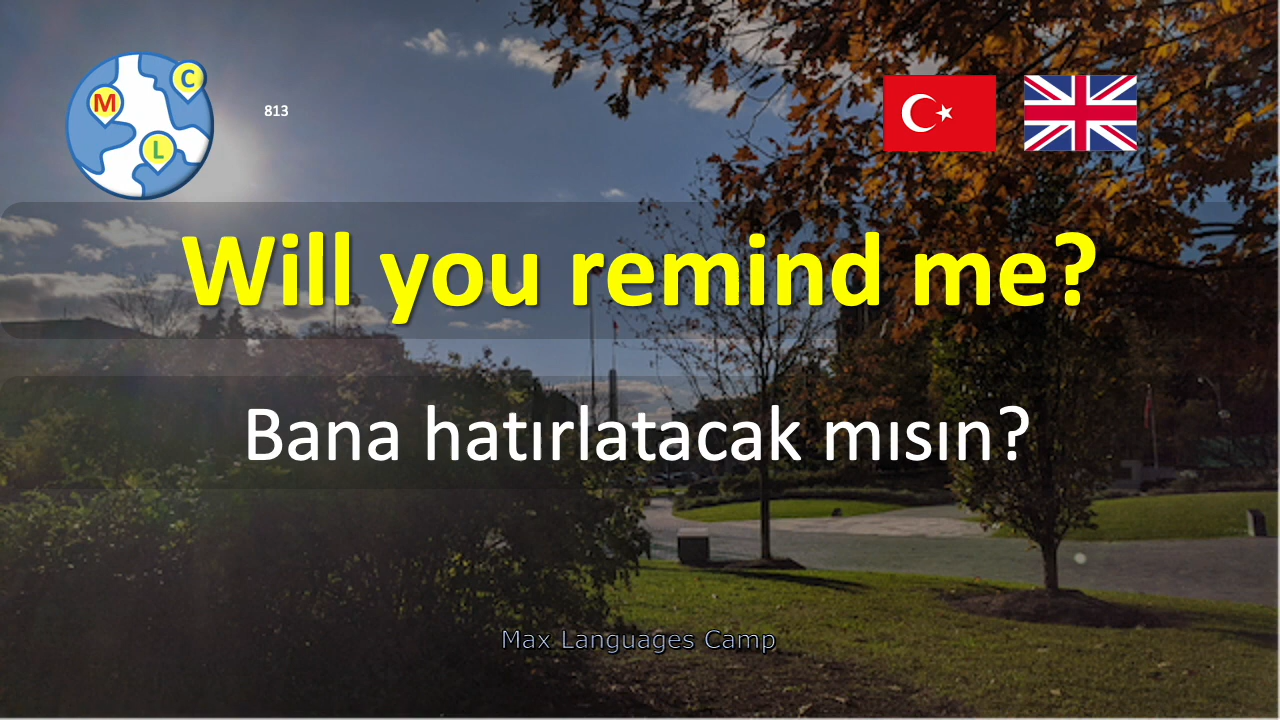 M
C
L
813
Will you remind me?
Bana hatırlatacak mısın?
Max Languages Camp